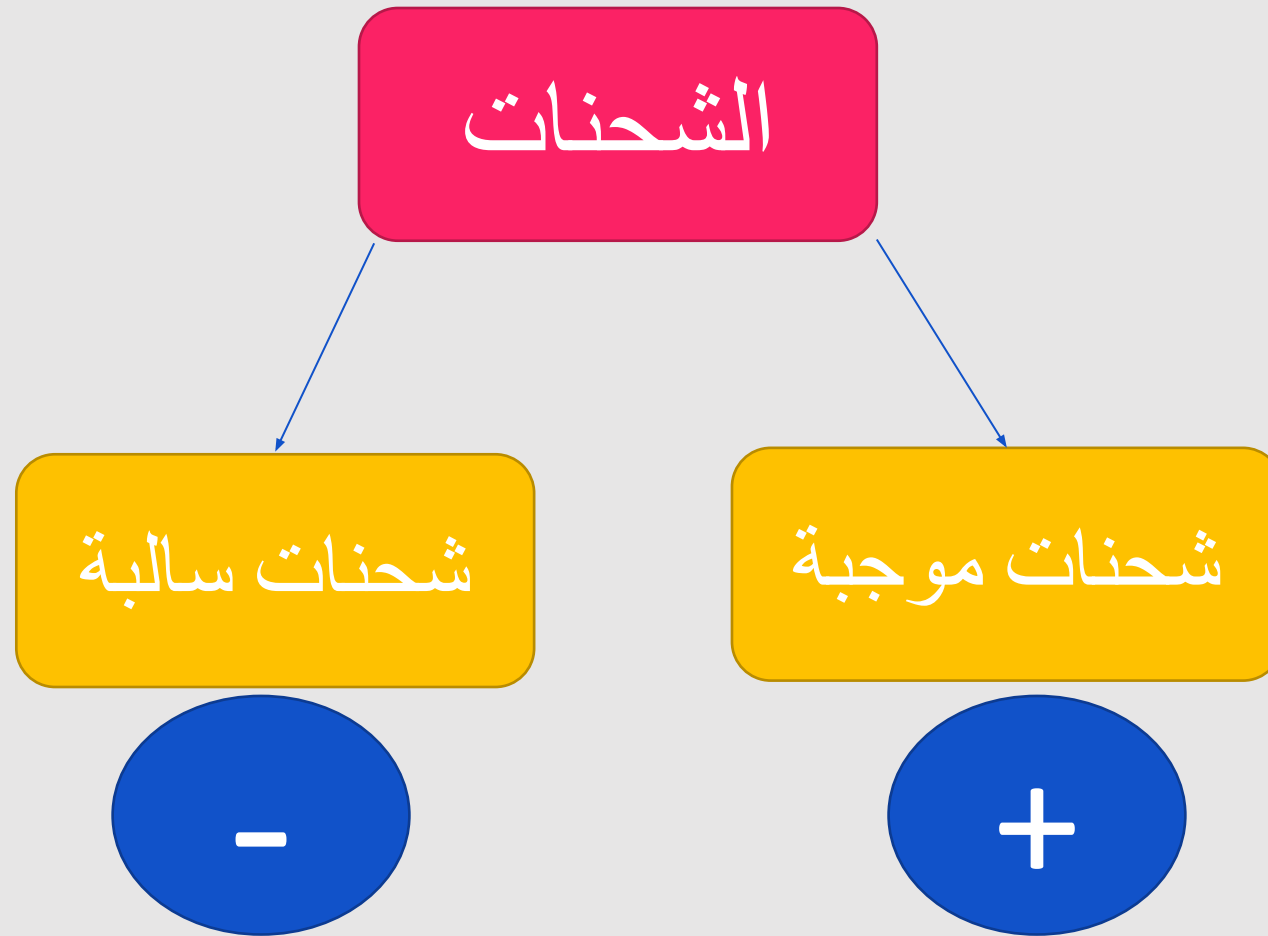 الشحنات
شحنات موجبة
شحنات سالبة
+
-